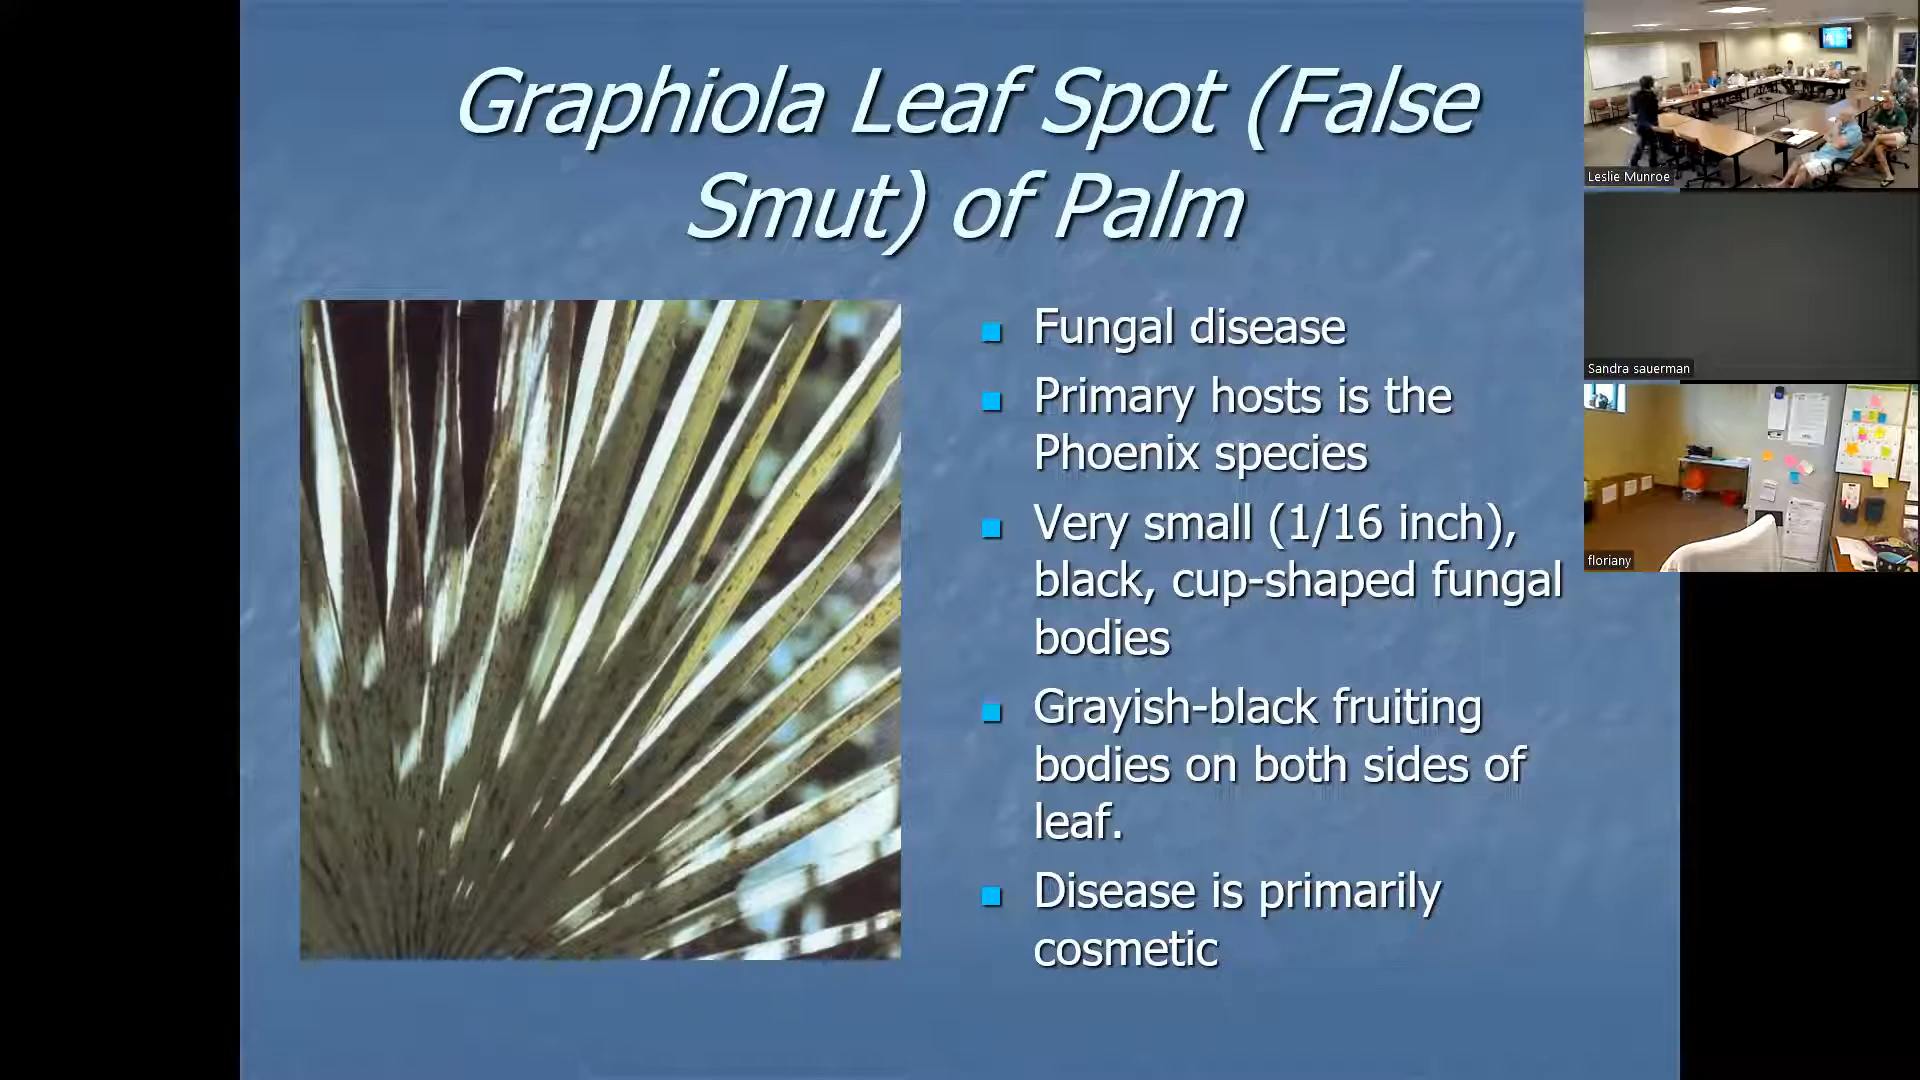 Graphiola Leaf Spot (False
Smut) of Palm
Fungal disease
Primary hosts is the
Phoenix species
Very small (1/16 inch),
black, cup-shaped fungal
bodies
Grayish-black fruiting
bodies on both sides of
leaf.
Disease is primarily
cosmetic
Leslie Munroe
Sandra sauerman
floriany